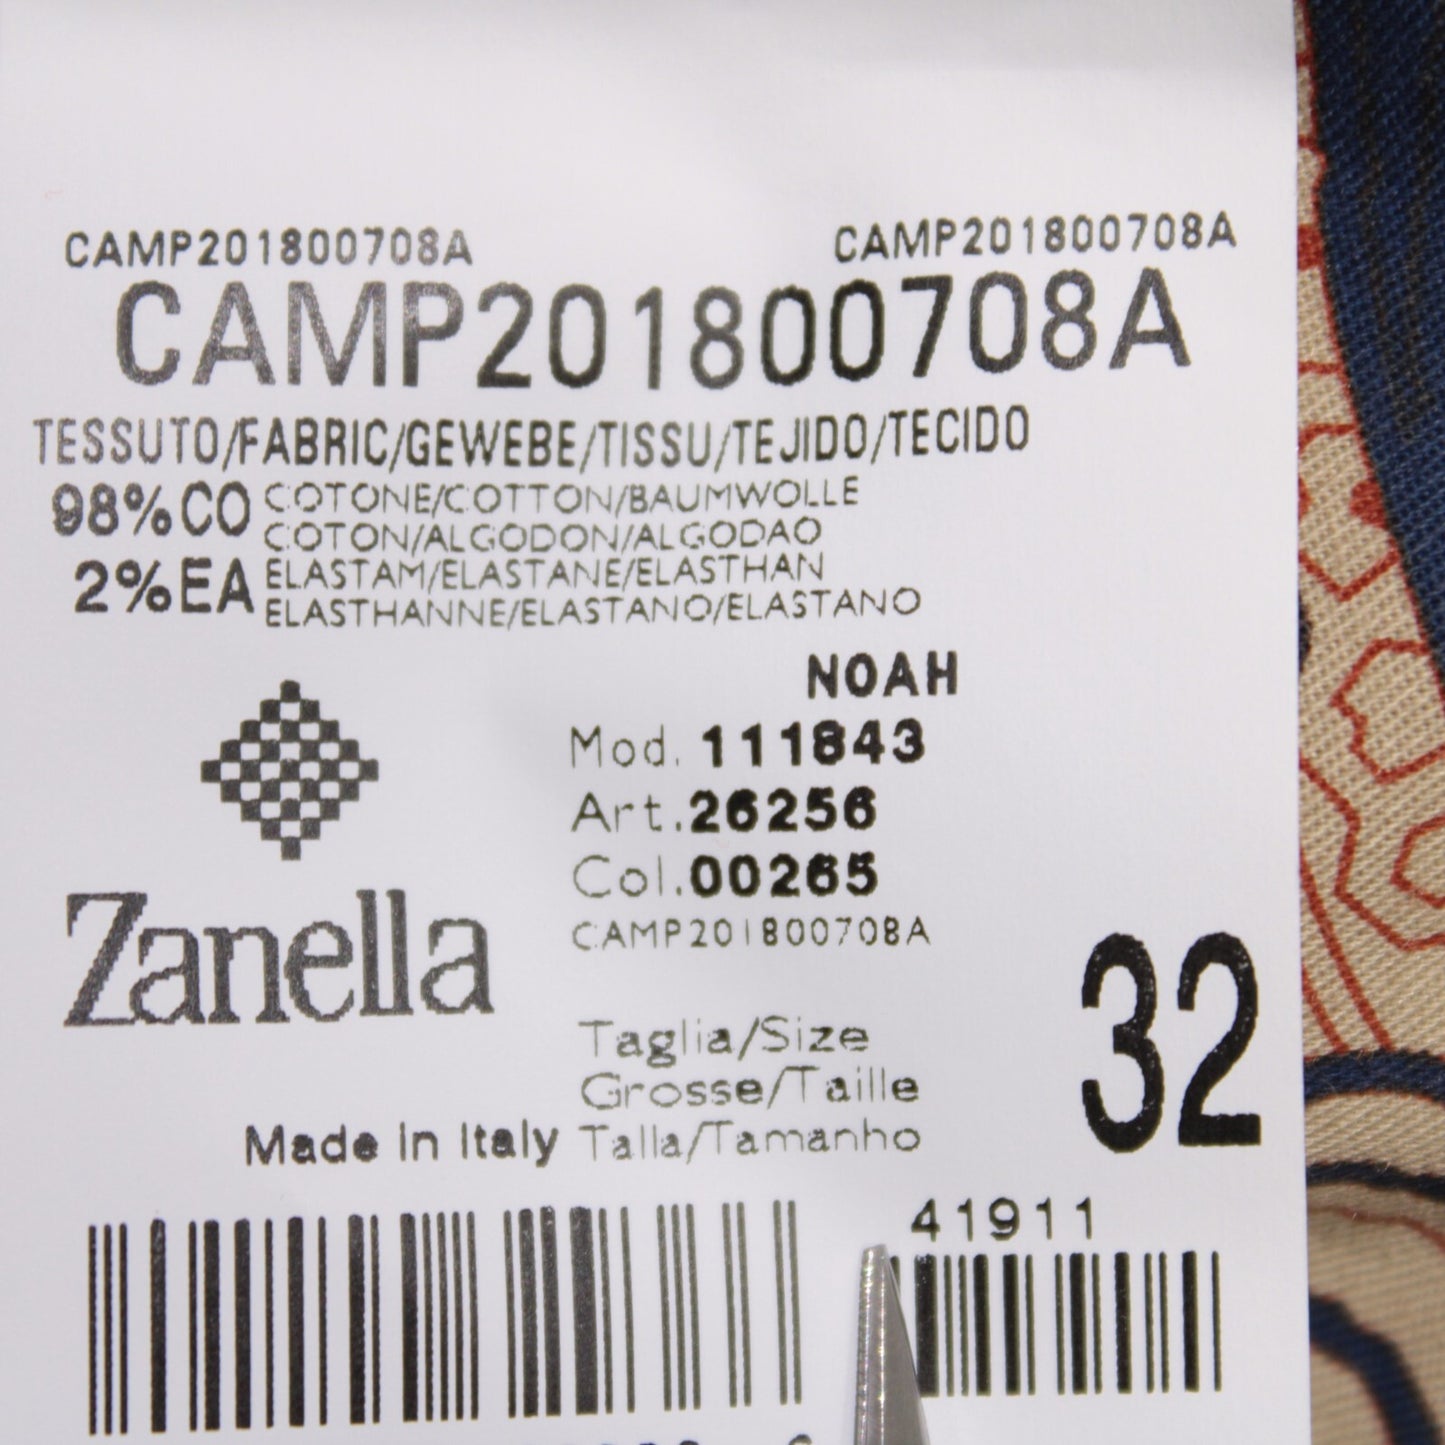 CAMP201800708A CAMP201800708A
CAMP201800708A
TESSUTO/FABRIC/GEWEBE/TISSU/TEJIDO/TECIDO
98%CO COTONE/COTTON/BAUMWOLLE
COTON/ALGODON/ALGODAO
2%EA ELASTAM/ELASTANE/ELASTHAN
ELASTHANNE/ELASTANO/ELASTANO
NOAH
Mod. 111843
Art. 26256
Col. 00265
CAMP201800708A
Zanella
Taglia/Size
Grosse/Taille
Talla/Tamanho
32
Made in Italy
41911